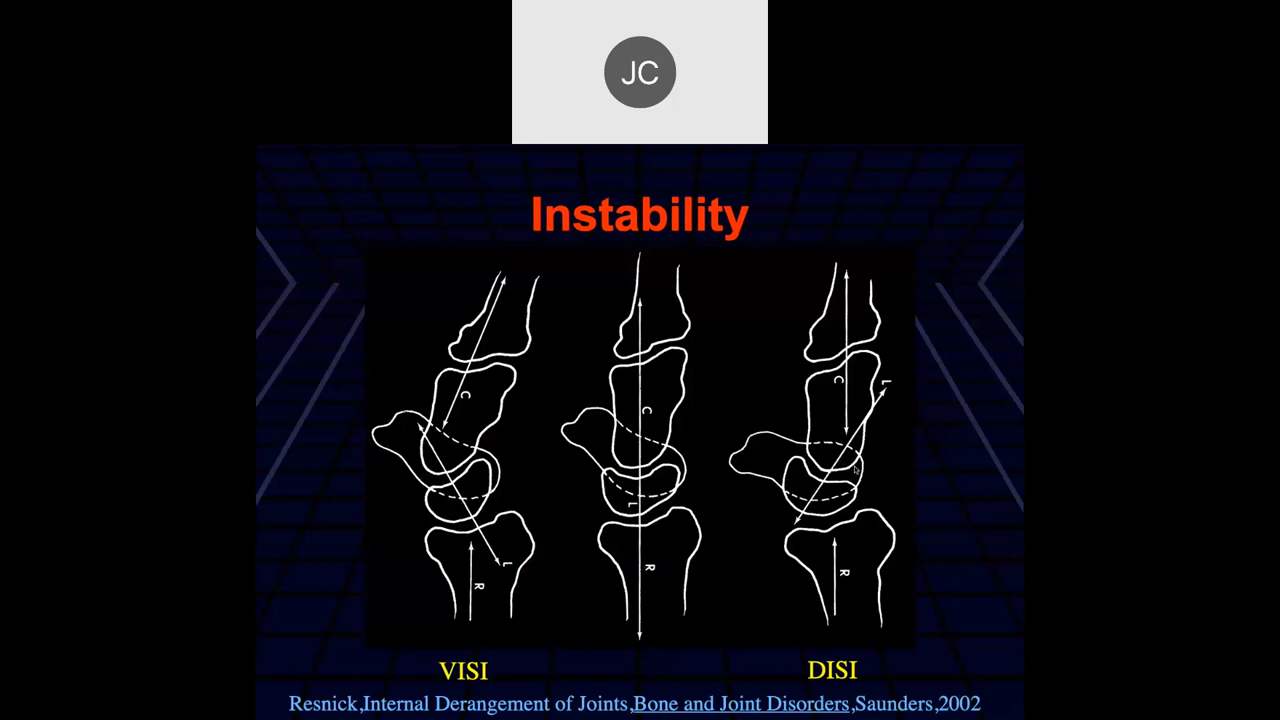 JC
Instability
C
L
R
C
L
R
C
L
R
VISI
DISI
Resnick,Internal Derangement of Joints,Bone and Joint Disorders,Saunders,2002